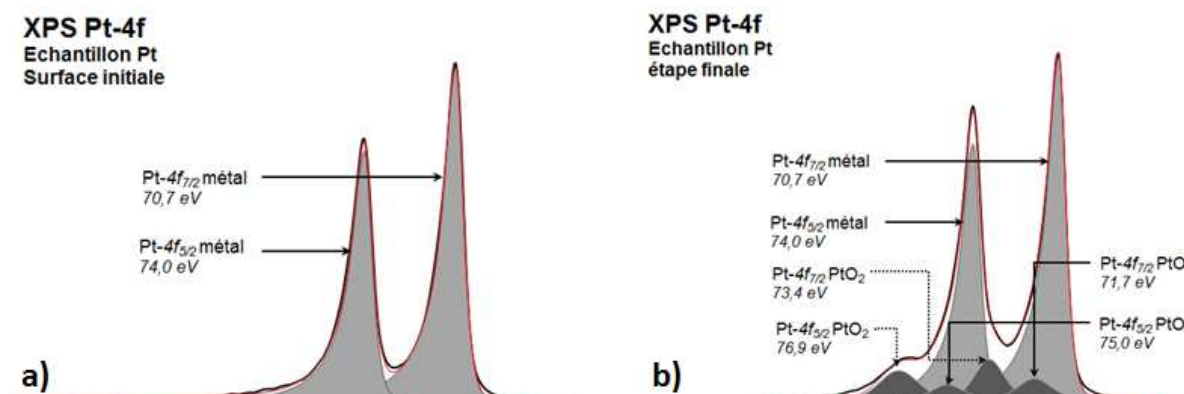 XPS Pt-4f
Echantillon Pt
Surface initiale
Pt-4f7/2 métal
70,7 eV
Pt-4f5/2 métal
74,0 eV
a)
XPS Pt-4f
Echantillon Pt
étape finale
Pt-4f7/2 métal
70,7 eV
Pt-4f5/2 métal
74,0 eV
Pt-4f7/2 PtO2
73,4 eV
Pt-4f5/2 PtO2
76,9 eV
Pt-4f7/2 PtO
71,7 eV
Pt-4f5/2 PtO
75,0 eV
b)